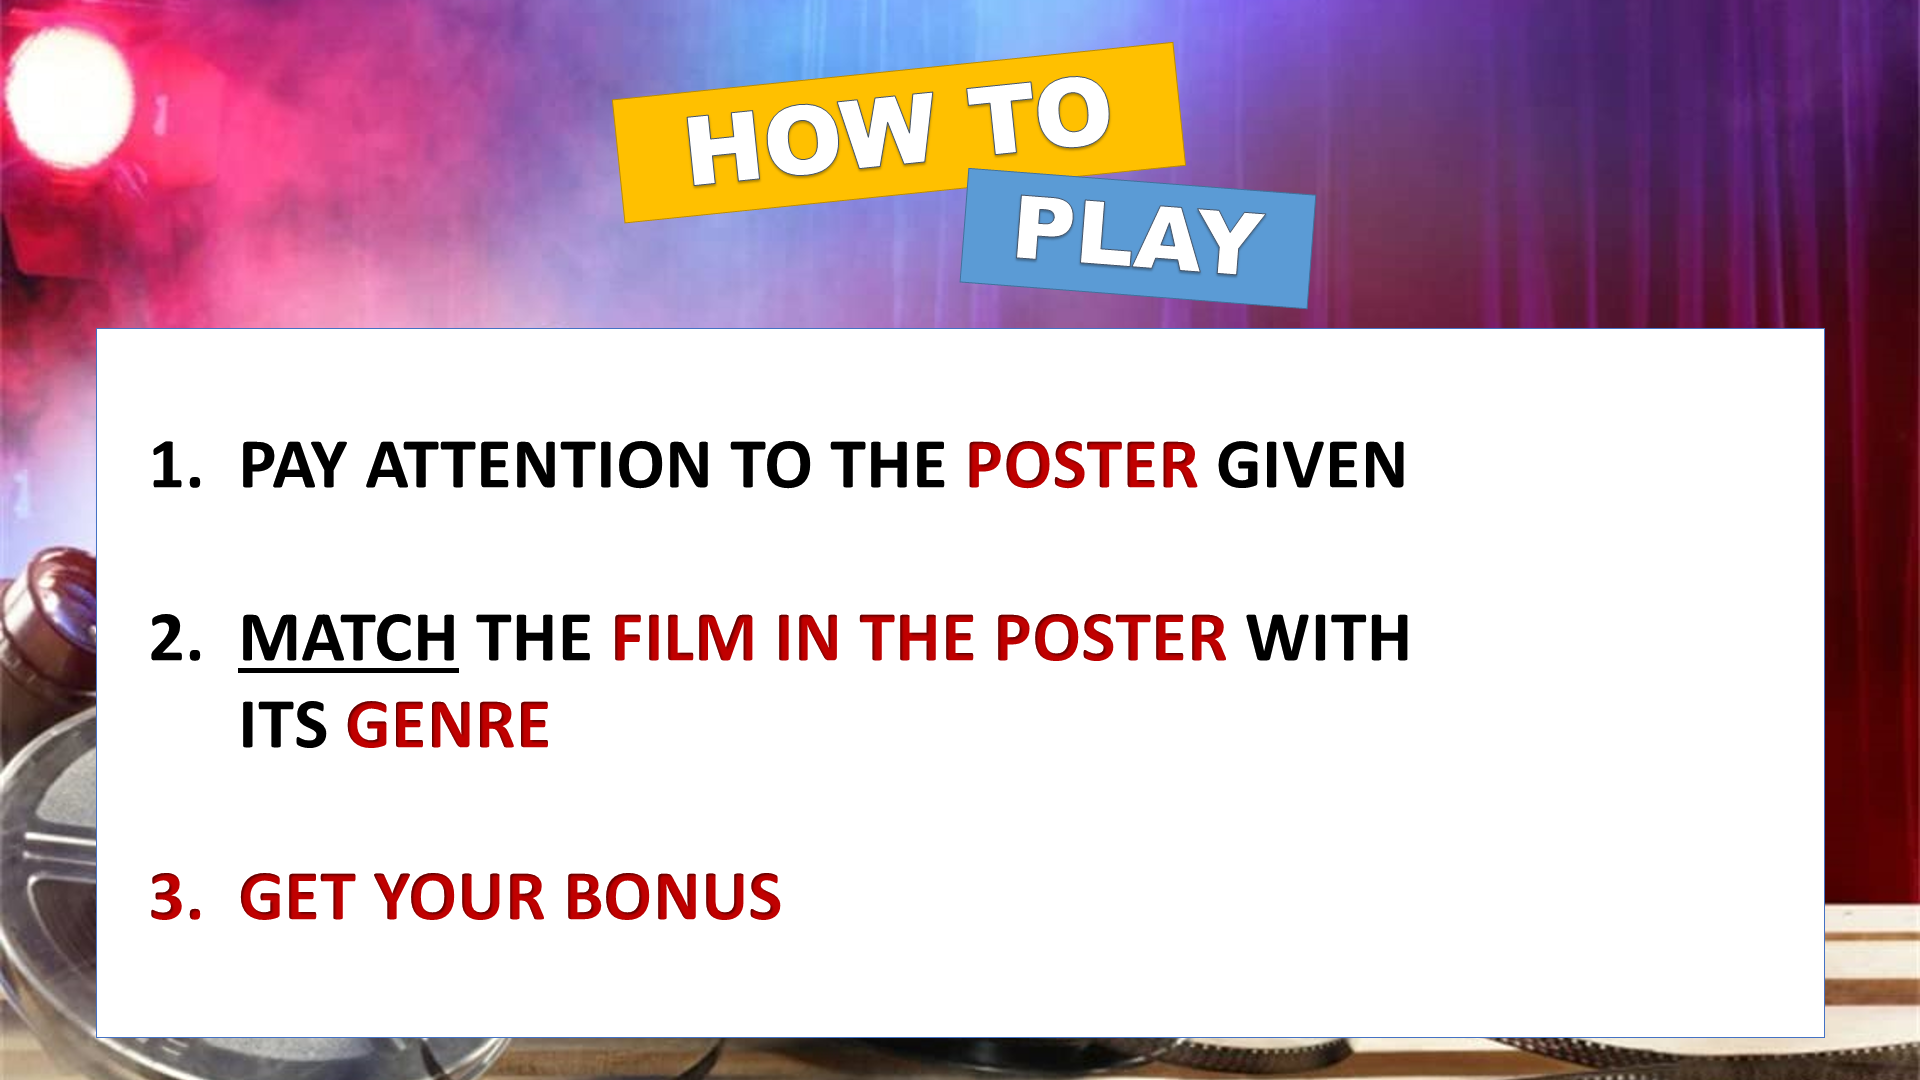 HOW TO
PLAY
1. PAY ATTENTION TO THE POSTER GIVEN
2. MATCH THE FILM IN THE POSTER WITH
ITS GENRE
3. GET YOUR BONUS